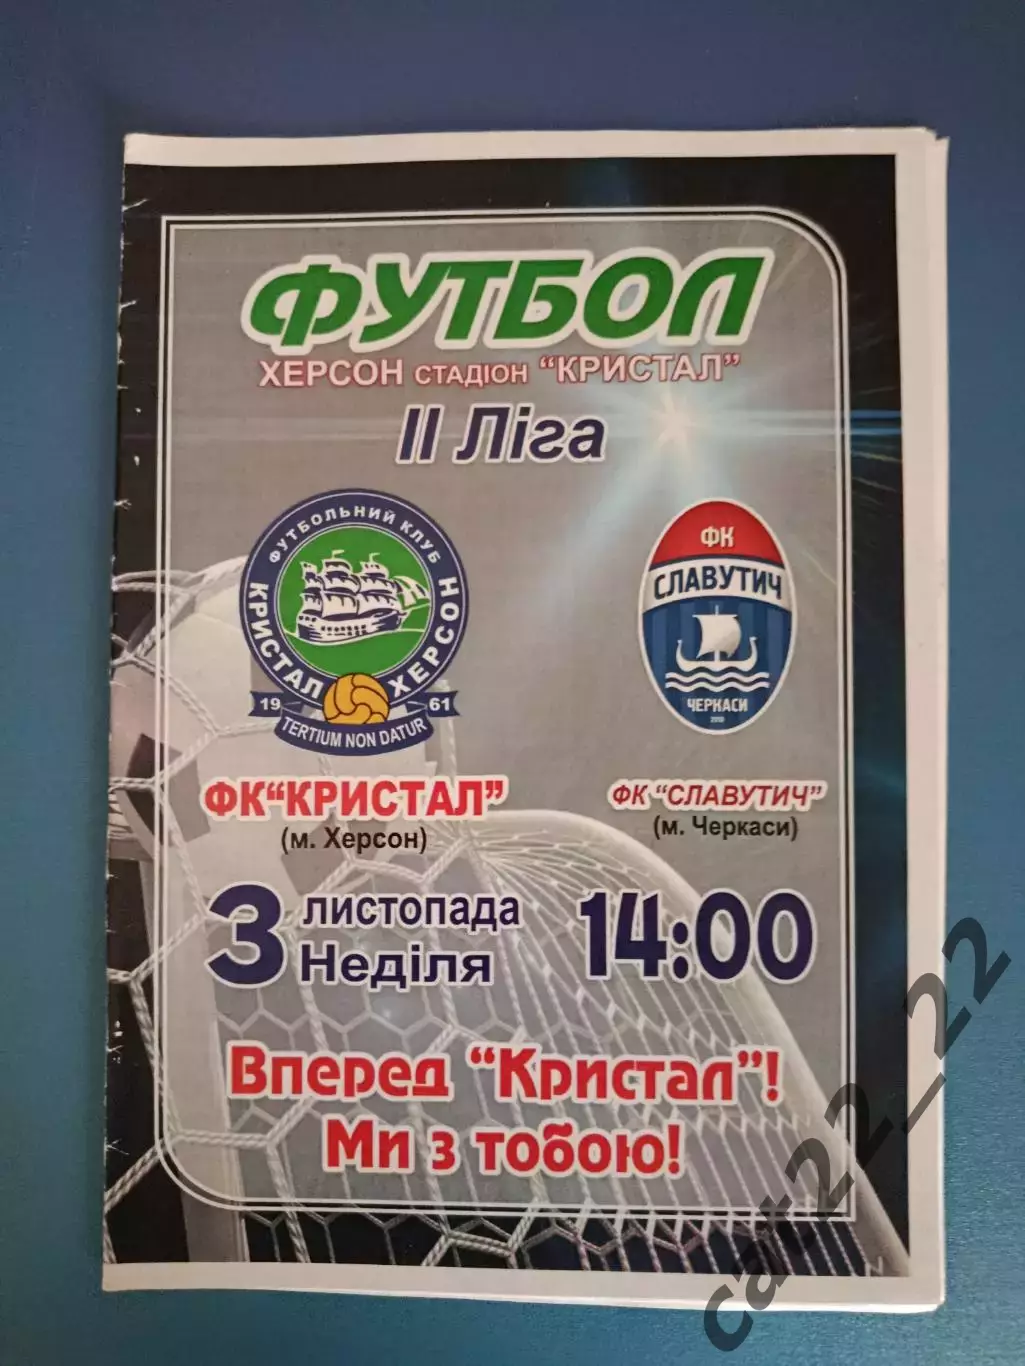 ФУТБОЛ
ХЕРСОН СТАДІОН "КРИСТАЛ"
II Ліга
ФУТБОЛЬНИЙ КЛУБ
КРИСТАЛ ХЕРСОН
19 61
TERTIUM NON DATUR
ФК
СЛАВУТИЧ
ЧЕРКАСИ
ФК "КРИСТАЛ"
(м. Херсон)
ФК "СЛАВУТИЧ"
(м. Черкаси)
3 листопада
Неділя
14:00
Вперед "Кристал"!
Ми з тобою!
cat22_22